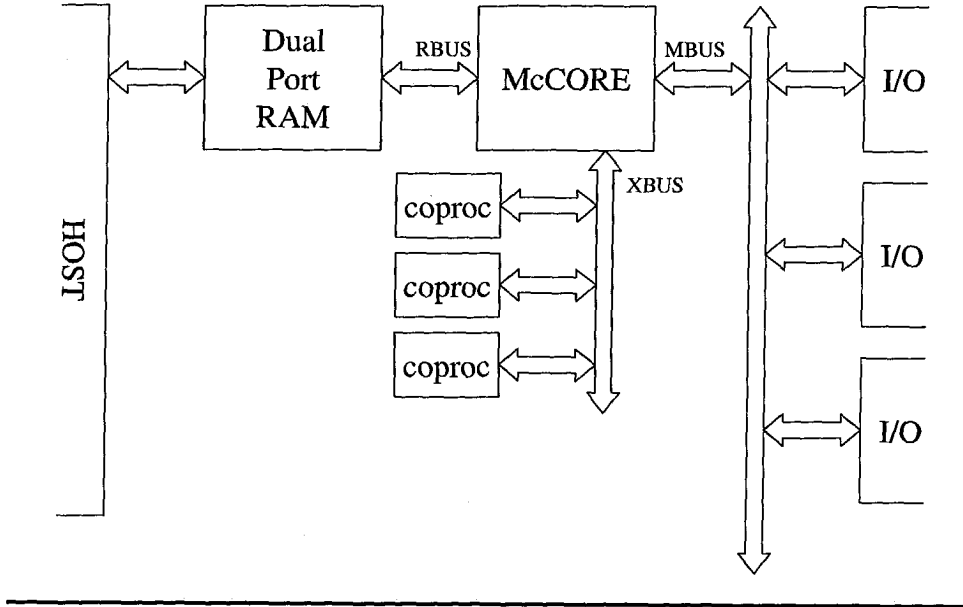 Dual
Port
RAM
RBUS
McCORE
MBUS
I/O
XBUS
coproc
HOST
coproc
I/O
coproc
I/O